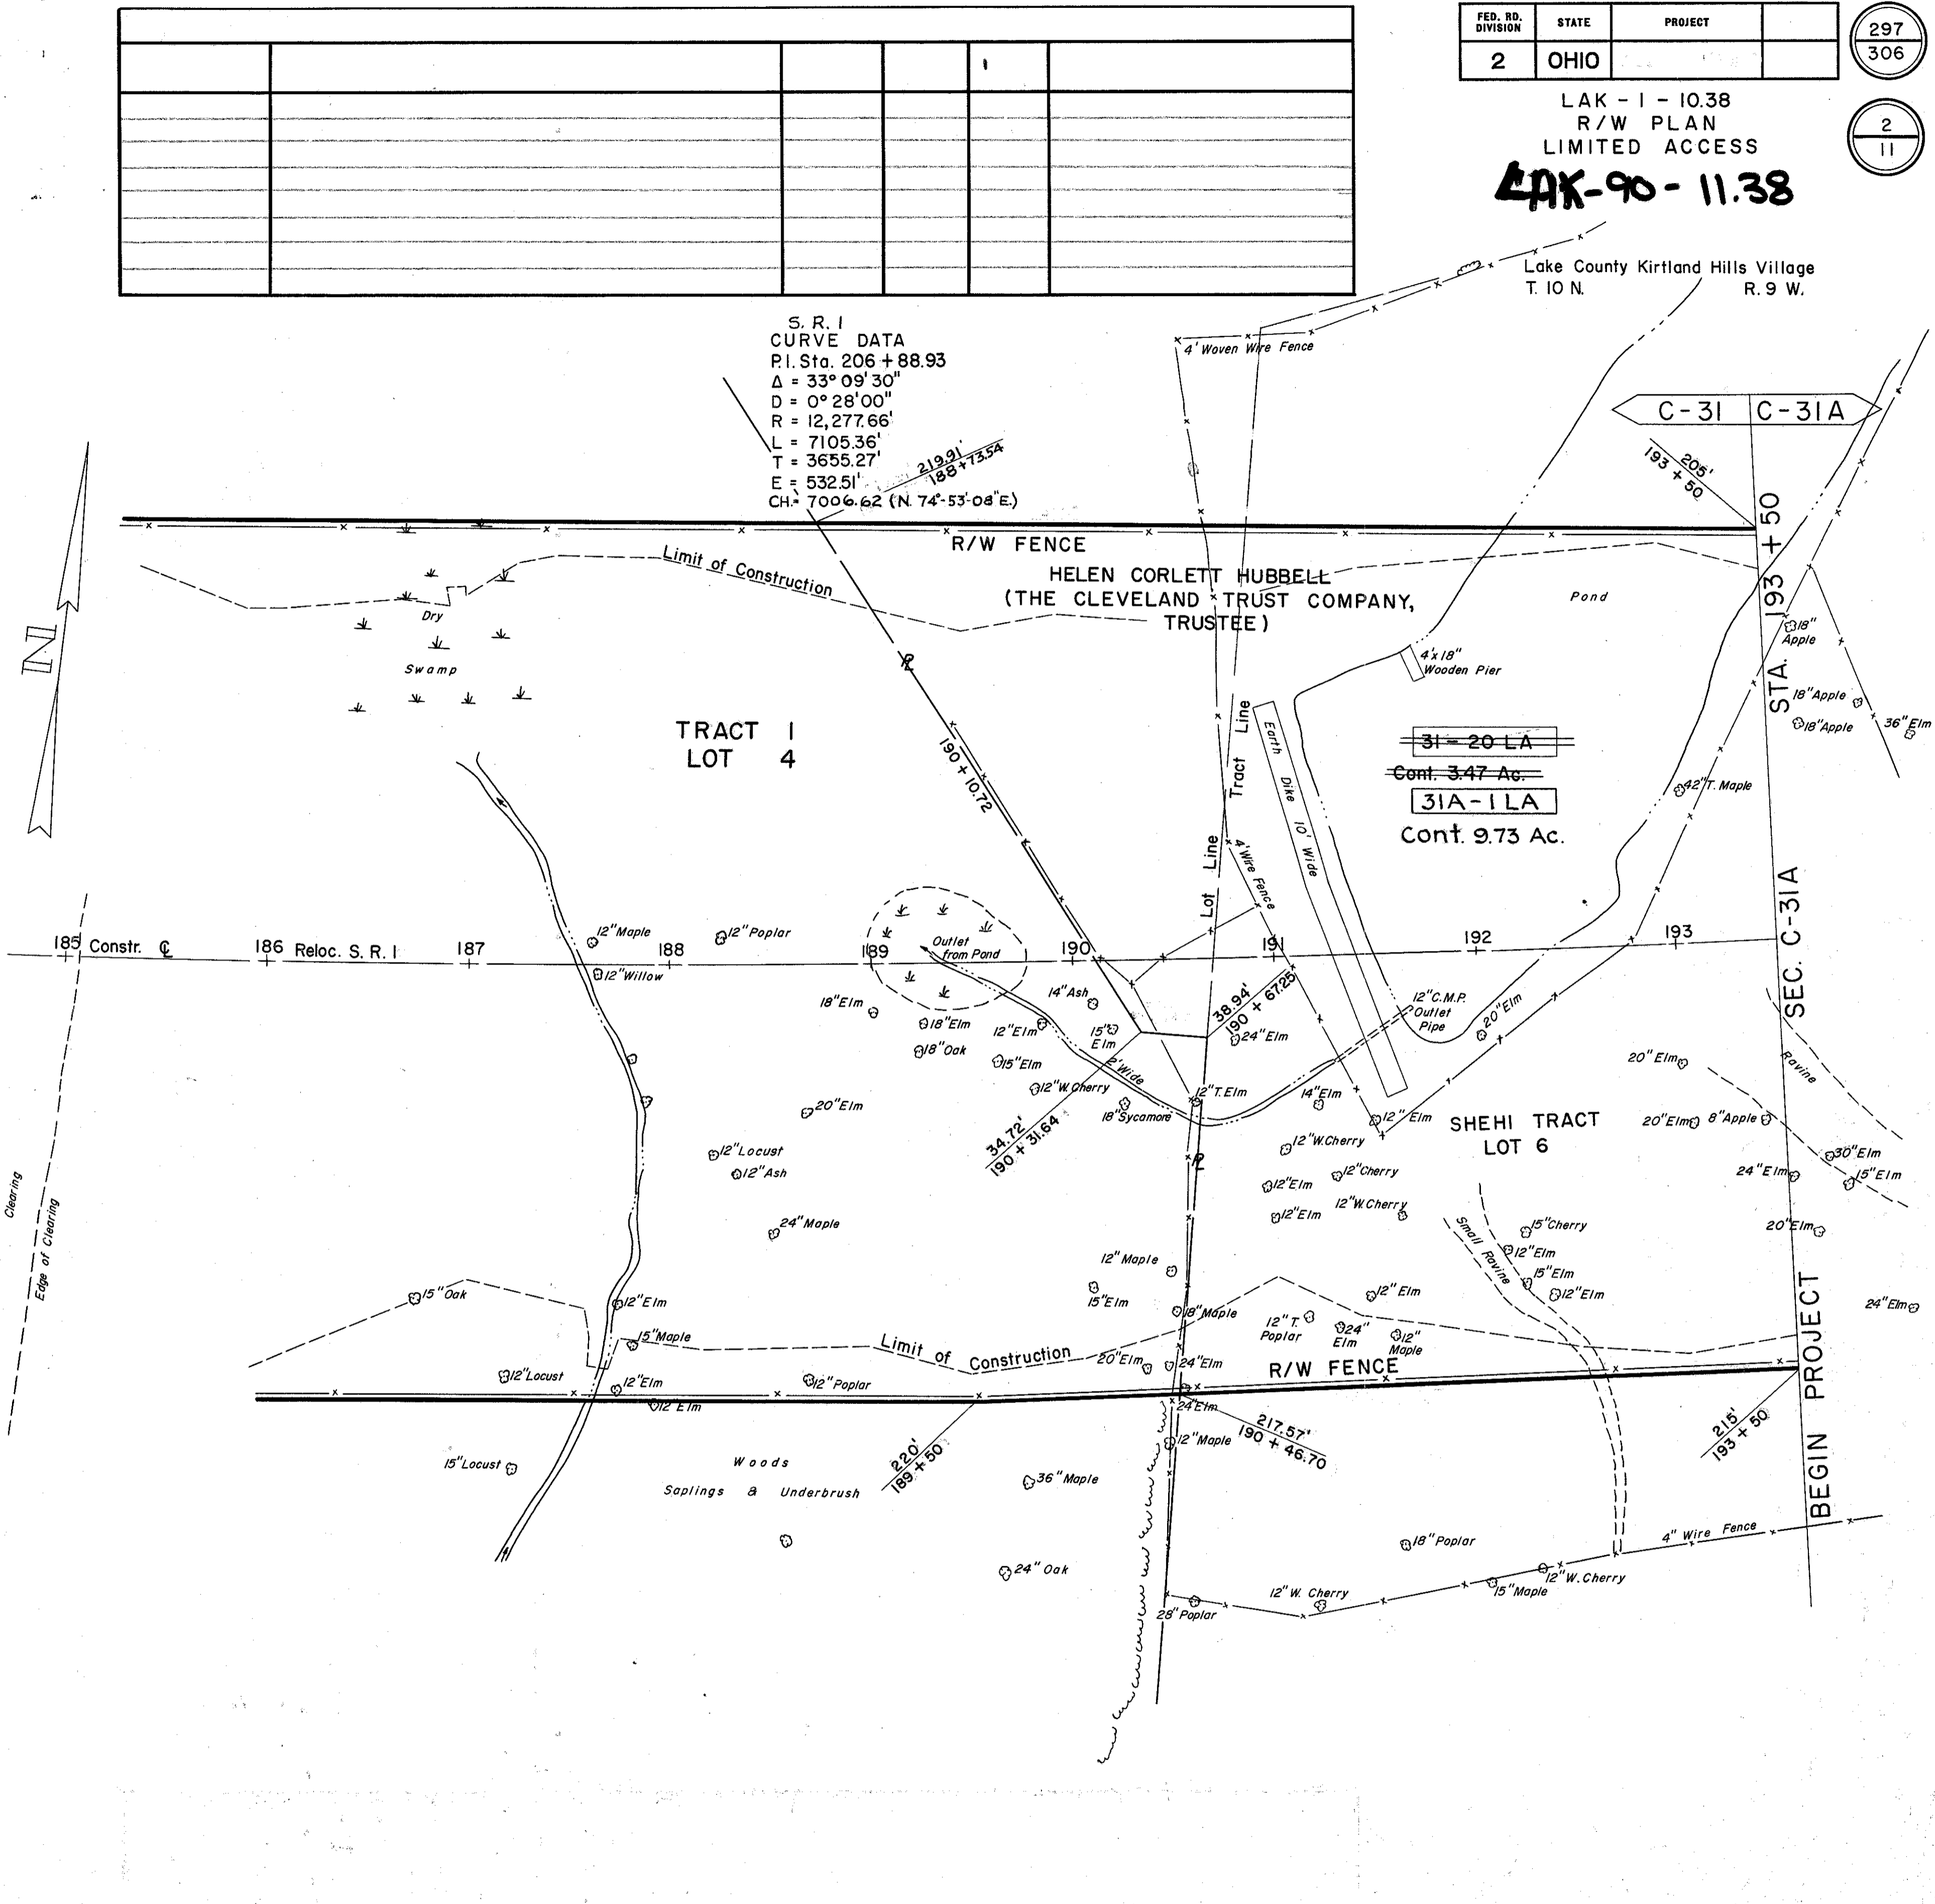 FED. RD. DIVISION STATE PROJECT
2 OHIO
297
306
LAK - 1 - 10.38
R/W PLAN
LIMITED ACCESS
2
11
LAK-90-11.38
Lake County Kirtland Hills Village
T. 10 N. R. 9 W.
S. R. 1
CURVE DATA
P.I. Sta. 206 + 88.93
Δ = 33° 09' 30"
D = 0° 28' 00"
R = 12,277.66'
L = 7105.36'
T = 3655.27'
E = 532.51'
CH.= 7006.62 (N. 74°-53'-08"E.)
219.91'
188+73.54
4' Woven Wire Fence
C-31 C-31A
205'
193 + 50
R/W FENCE
Limit of Construction
HELEN CORLETT HUBBELL
(THE CLEVELAND TRUST COMPANY,
TRUSTEE)
Pond
Dry
Swamp
N
4'x18"
Wooden Pier
18"
Apple
18" Apple
18" Apple
36" Elm
TRACT 1
LOT 4
190 + 10.72
Tract Line
Lot Line
Earth Dike 10' Wide
4' Wire Fence
31-20 LA
Cont. 3.47 Ac.
31A-1 LA
Cont. 9.73 Ac.
42" T. Maple
STA. 193 + 50
SEC. C-31A
BEGIN PROJECT
185 Constr. ℄ 186 Reloc. S. R. 1 187 188 189 190 191 192 193
12" Maple
12" Poplar
Outlet
from Pond
12" Willow
18" Elm
18" Elm
18" Oak
12" Elm
14" Ash
15"
Elm
15" Elm
12" W. Cherry
2' Wide
18" Sycamore
38.94'
190 + 67.25
24" Elm
12" C.M.P.
Outlet
Pipe
20" Elm
20" Elm
Ravine
12" T. Elm
14" Elm
12" Elm
SHEHI TRACT
LOT 6
20" Elm
8" Apple
20" Elm
34.72'
190 + 31.64
12" Locust
12" Ash
12" W. Cherry
12" Cherry
12" Elm
12" W. Cherry
12" Elm
30" Elm
24" Elm
15" Elm
Clearing
Edge of Clearing
24" Maple
Small Ravine
15" Cherry
12" Elm
15" Elm
12" Elm
20" Elm
24" Elm
12" Maple
15" Elm
18" Maple
12" Elm
12" T.
Poplar
24"
Elm
12"
Maple
15" Oak
12" Elm
15" Maple
Limit of Construction
20" Elm
24" Elm
R/W FENCE
12" Locust
12" Elm
12" Elm
12" Poplar
24" Elm
12" Maple
217.57'
190 + 46.70
220'
189 + 50
215'
193 + 50
15" Locust
Woods
Saplings & Underbrush
36" Maple
24" Oak
18" Poplar
4" Wire Fence
12" W. Cherry
15" Maple
12" W. Cherry
28" Poplar